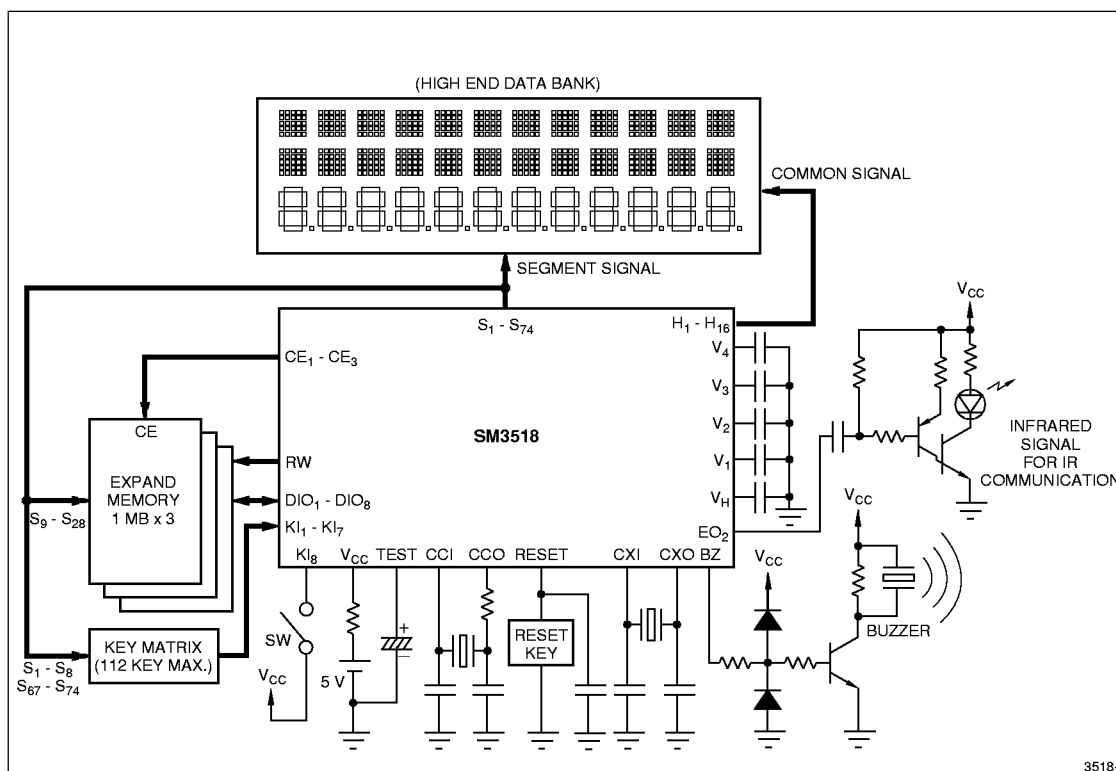 (HIGH END DATA BANK)
COMMON SIGNAL
SEGMENT SIGNAL
S1 - S74
H1 - H16
VCC
CE1 - CE3
V4
V3
CE
SM3518
V2
INFRARED
SIGNAL
FOR IR
COMMUNICATION
EXPAND
MEMORY
1 MB x 3
RW
V1
S9 - S28
DIO1 - DIO8
VH
KI1 - KI7
EO2
VCC
KI8
VCC
TEST
CCI
CCO
RESET
CXI
CXO
BZ
VCC
+
–
SW
RESET
KEY
BUZZER
KEY MATRIX
(112 KEY MAX.)
S1 - S8
S67 - S74
VCC
5 V